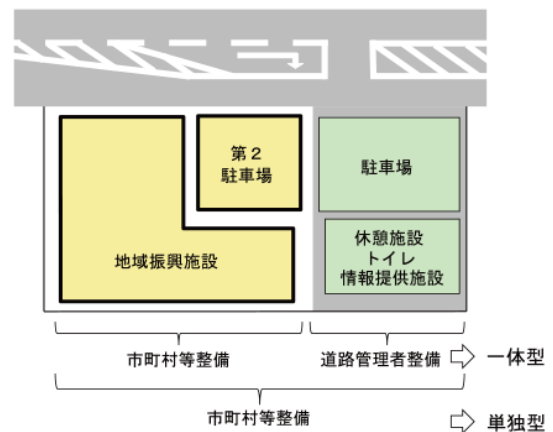 第２
駐車場
駐車場
地域振興施設
休憩施設
トイレ
情報提供施設
市町村等整備
道路管理者整備
一体型
市町村等整備
単独型